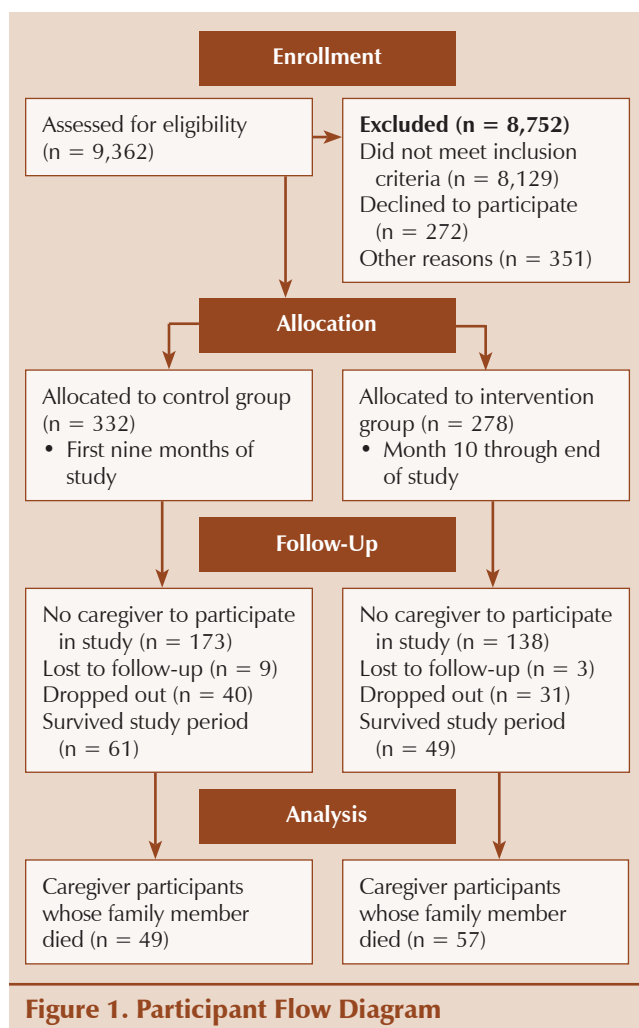 Enrollment
Assessed for eligibility
(n = 9,362)
Excluded (n = 8,752)
Did not meet inclusion
criteria (n = 8,129)
Declined to participate
(n = 272)
Other reasons (n = 351)
Allocation
Allocated to control group
(n = 332)
• First nine months of
study
Allocated to intervention
group (n = 278)
• Month 10 through end
of study
Follow-Up
No caregiver to participate
in study (n = 173)
Lost to follow-up (n = 9)
Dropped out (n = 40)
Survived study period
(n = 61)
No caregiver to participate
in study (n = 138)
Lost to follow-up (n = 3)
Dropped out (n = 31)
Survived study period
(n = 49)
Analysis
Caregiver participants
whose family member
died (n = 49)
Caregiver participants
whose family member
died (n = 57)
Figure 1. Participant Flow Diagram